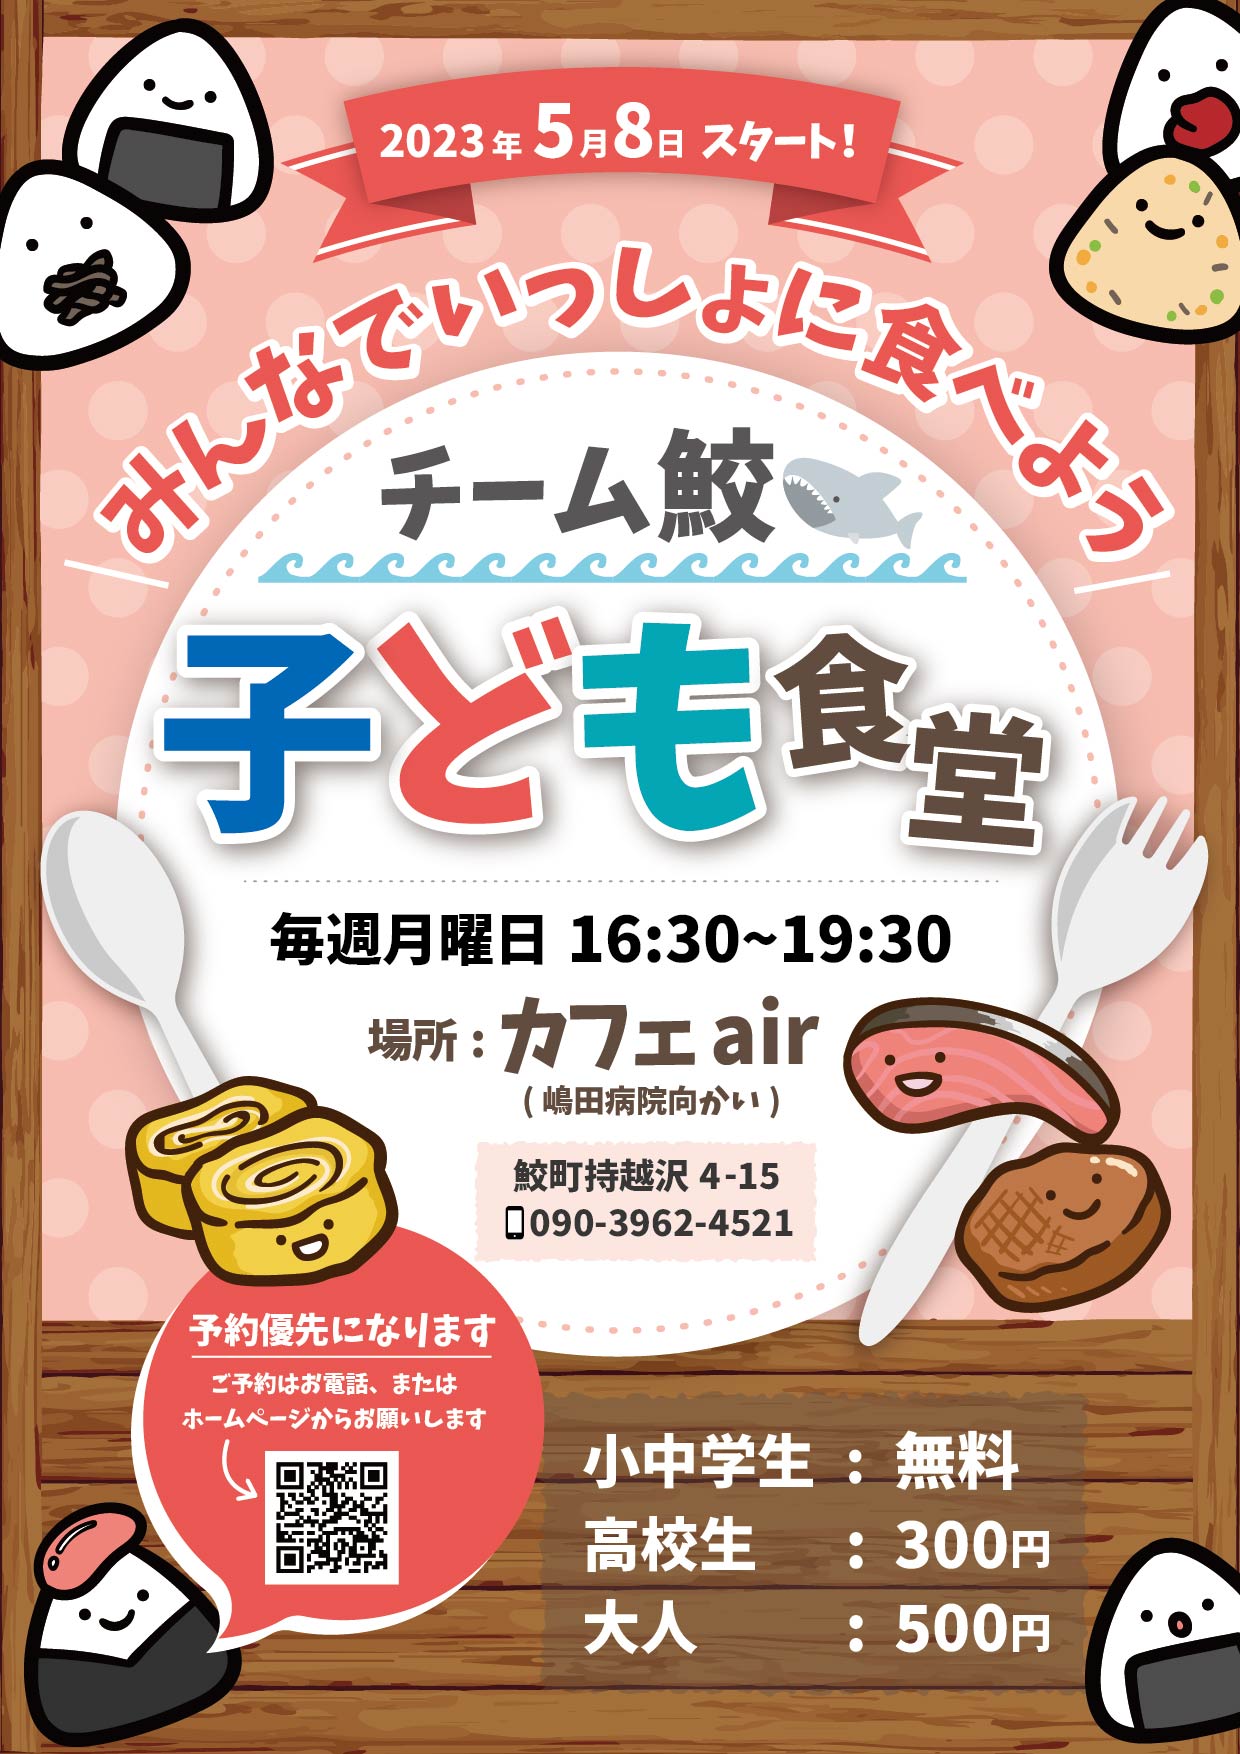 2023年 5月8日 スタート!
みんなでいっしょに食べよう
チーム鮫
子ども食堂
毎週月曜日 16:30~19:30
場所 : カフェ air
( 嶋田病院向かい )
鮫町持越沢 4-15
090-3962-4521
予約優先になります
ご予約はお電話、または
ホームページからお願いします
小中学生 : 無料
高校生 : 300円
大人 : 500円